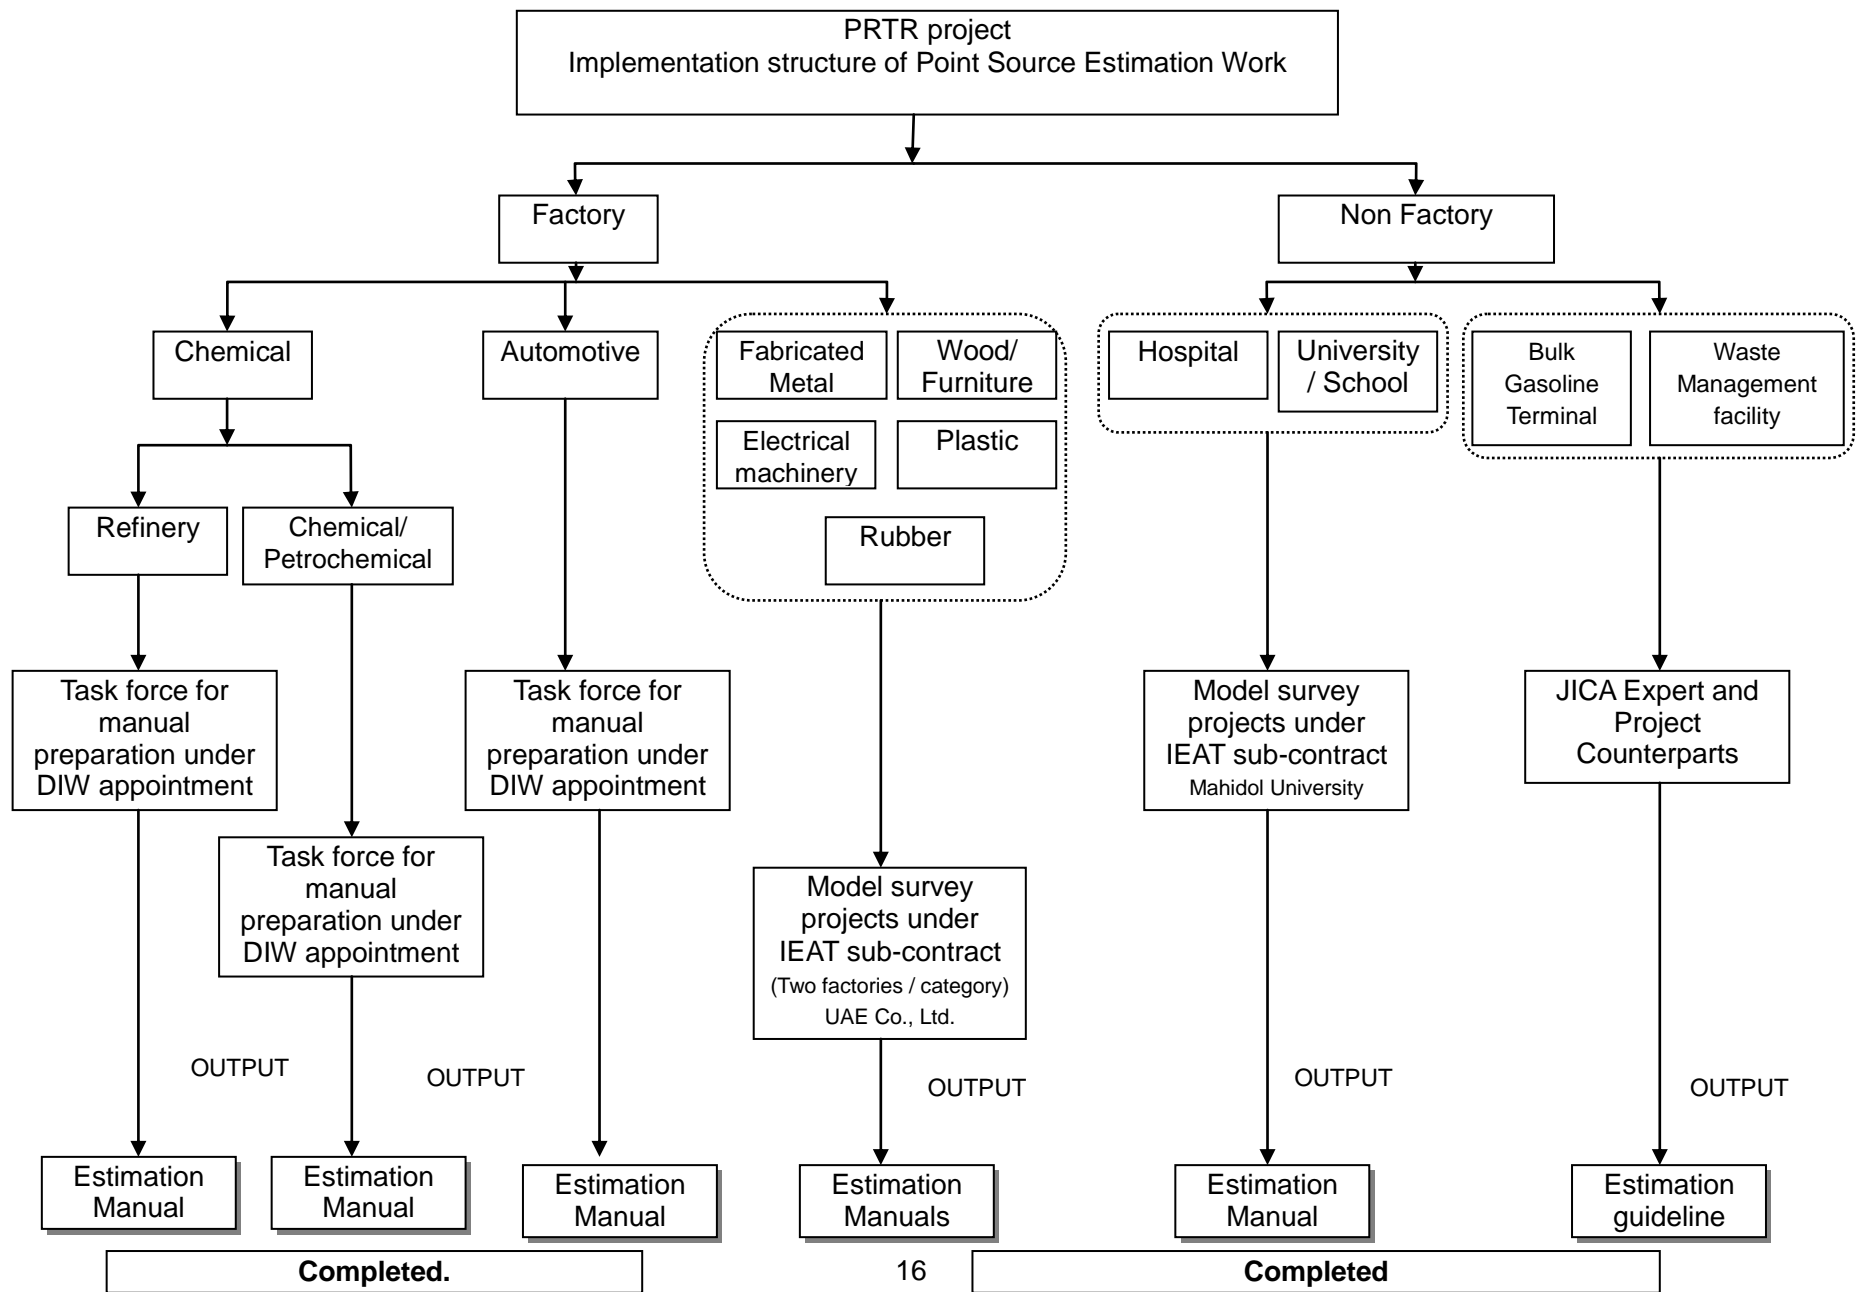 PRTR project
Implementation structure of Point Source Estimation Work
Factory
Non Factory
Chemical
Automotive
Fabricated
Metal
Wood/
Furniture
Electrical
machinery
Plastic
Rubber
Hospital
University
/ School
Bulk
Gasoline
Terminal
Waste
Management
facility
Refinery
Chemical/
Petrochemical
Task force for
manual
preparation under
DIW appointment
Task force for
manual
preparation under
DIW appointment
Task force for
manual
preparation under
DIW appointment
Model survey
projects under
IEAT sub-contract
(Two factories / category)
UAE Co., Ltd.
Model survey
projects under
IEAT sub-contract
Mahidol University
JICA Expert and
Project
Counterparts
OUTPUT
OUTPUT
OUTPUT
OUTPUT
OUTPUT
Estimation
Manual
Estimation
Manual
Estimation
Manual
Estimation
Manuals
Estimation
Manual
Estimation
guideline
Completed.
16
Completed